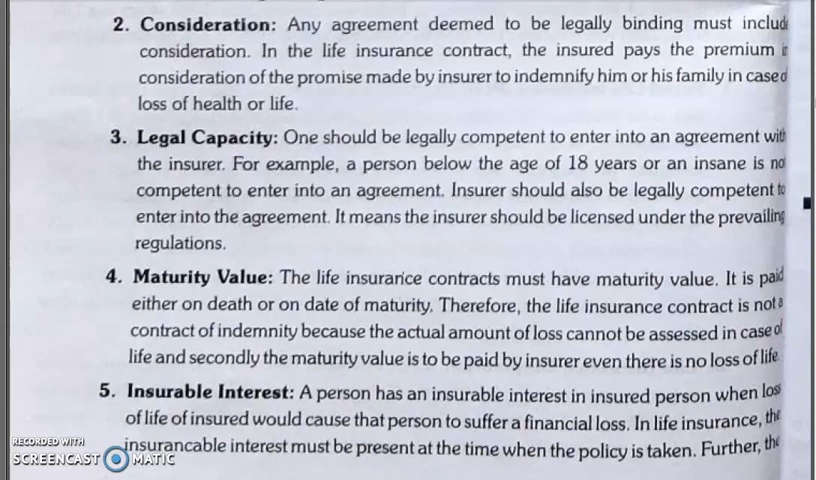 2. Consideration: Any agreement deemed to be legally binding must includ
consideration. In the life insurance contract, the insured pays the premium
consideration of the promise made by insurer to indemnify him or his family in case
loss of health or life.
3. Legal Capacity: One should be legally competent to enter into an agreement with
the insurer. For example, a person below the age of 18 years or an insane is no
competent to enter into an agreement. Insurer should also be legally competent to
enter into the agreement. It means the insurer should be licensed under the prevailing
regulations.
4. Maturity Value: The life insurance contracts must have maturity value. It is paid
either on death or on date of maturity. Therefore, the life insurance contract is not a
contract of indemnity because the actual amount of loss cannot be assessed in case of
life and secondly the maturity value is to be paid by insurer even there is no loss of life.
5. Insurable Interest: A person has an insurable interest in insured person when loss
of life of insured would cause that person to suffer a financial loss. In life insurance, the
insurancable interest must be present at the time when the policy is taken. Further, the
RECORDED WITH
SCREENCAST MATIC